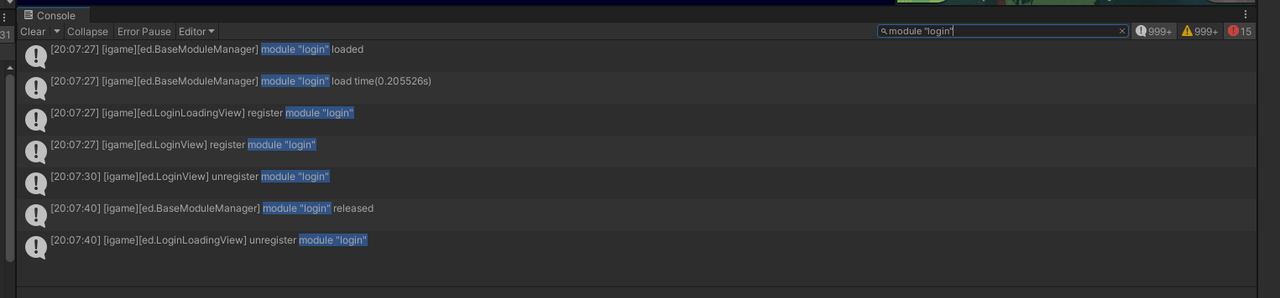 Console
Clear Collapse Error Pause Editor module "login" 999+ 999+ 15
31
[20:07:27] [igame][ed.BaseModuleManager] module "login" loaded
[20:07:27] [igame][ed.BaseModuleManager] module "login" load time(0.205526s)
[20:07:27] [igame][ed.LoginLoadingView] register module "login"
[20:07:27] [igame][ed.LoginView] register module "login"
[20:07:30] [igame][ed.LoginView] unregister module "login"
[20:07:40] [igame][ed.BaseModuleManager] module "login" released
[20:07:40] [igame][ed.LoginLoadingView] unregister module "login"